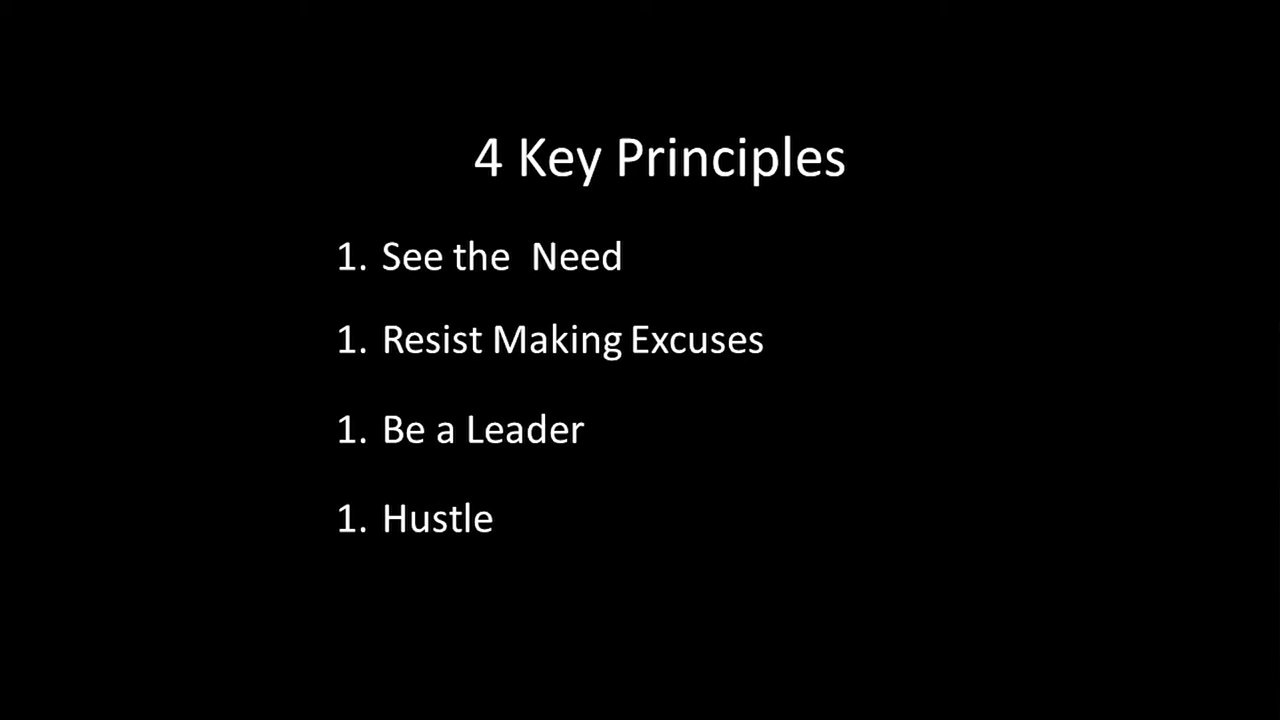 4 Key Principles
1. See the  Need
1. Resist Making Excuses
1. Be a Leader
1. Hustle